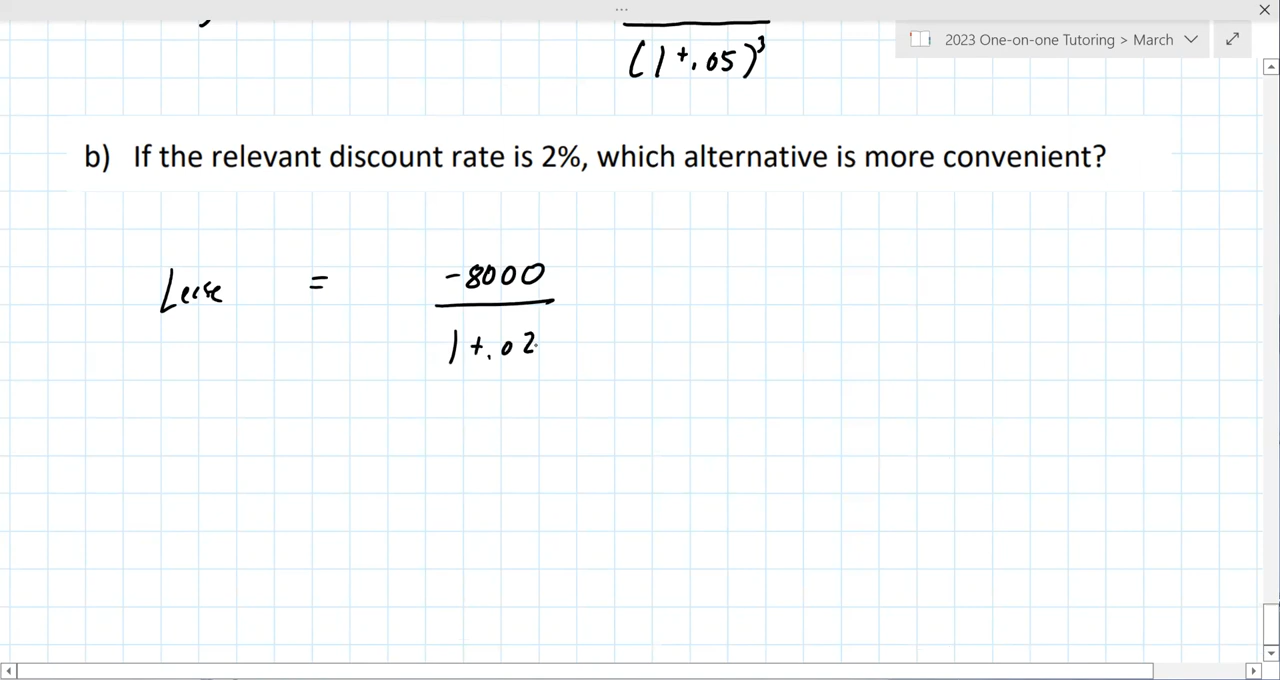 2023 One-on-one Tutoring > March
(1+.05)³
b) If the relevant discount rate is 2%, which alternative is more convenient?
Lease = -8000
1+.02